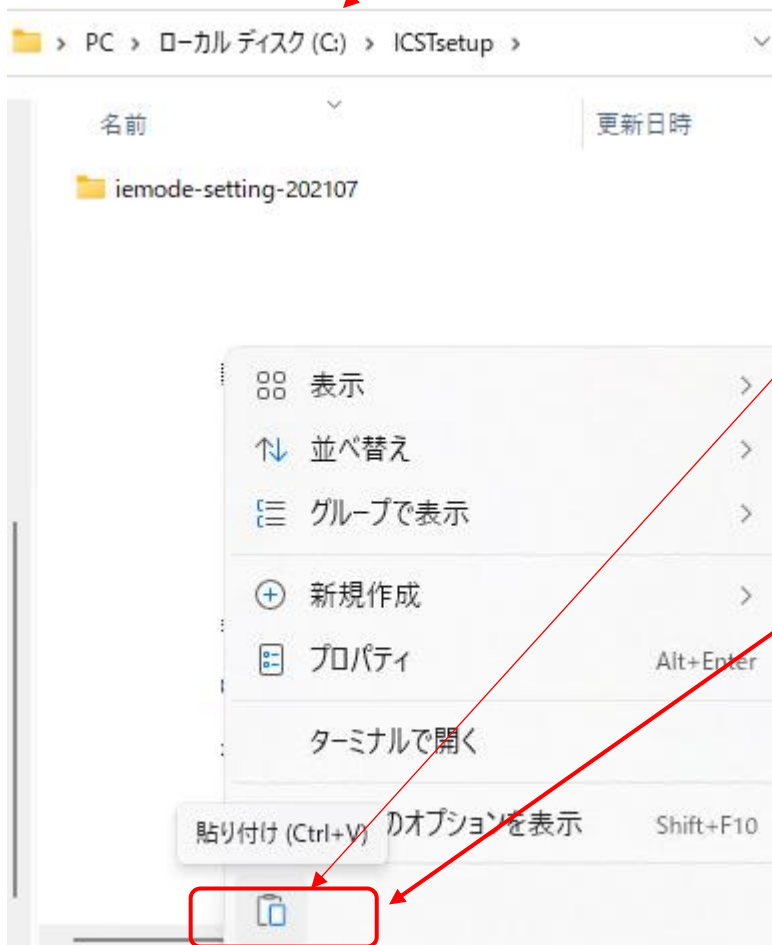 PC > ローカル ディスク (C:) > ICSTsetup >
名前 更新日時
iemode-setting-202107
表示
並べ替え
グループで表示
新規作成
プロパティ Alt+Enter
ターミナルで開く
のオプションを表示 Shift+F10
貼り付け (Ctrl+V)